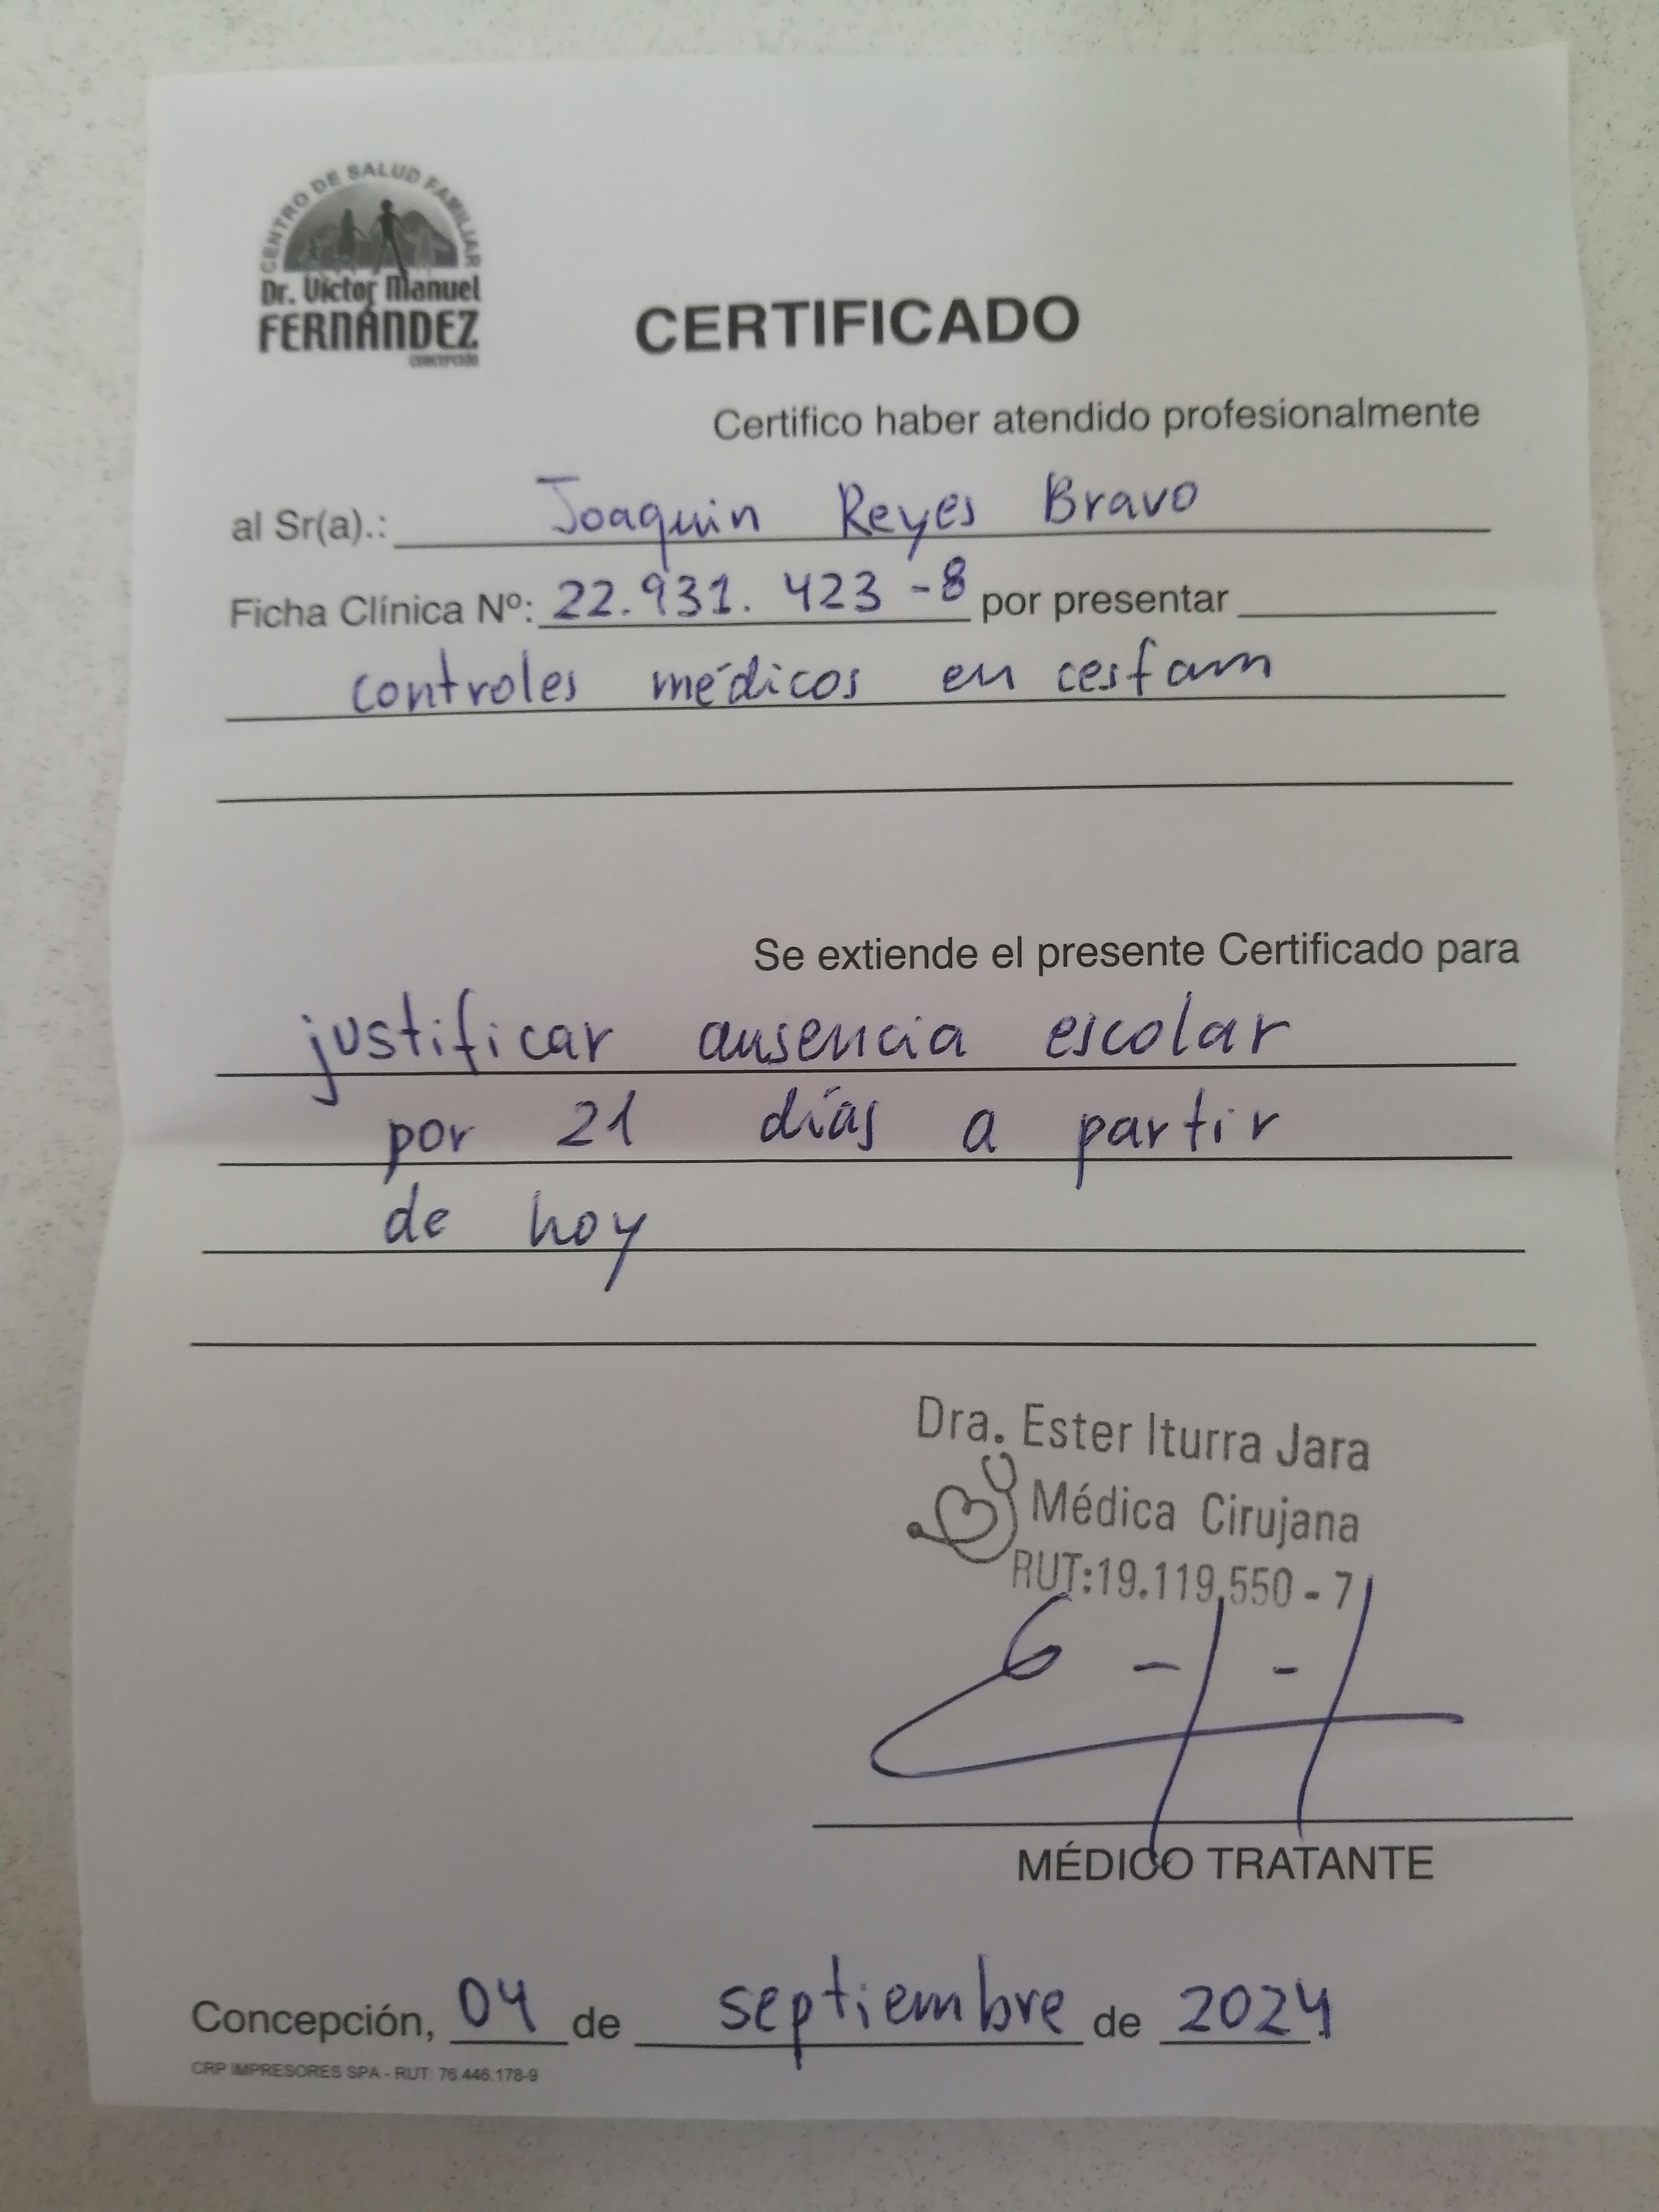 CENTRO DE SALUD FAMILIAR
Dr. Víctor Manuel
FERNÁNDEZ
CONCEPCIÓN
CERTIFICADO
Certifico haber atendido profesionalmente
al Sr(a).: Joaquin Reyes Bravo
Ficha Clínica Nº: 22.931.423-8 por presentar
controles médicos en cesfam
Se extiende el presente Certificado para
justificar ausencia escolar
por 21 días a partir
de hoy
Dra. Ester Iturra Jara
Médica Cirujana
RUT:19.119.550-7
MÉDICO TRATANTE
Concepción, 04 de septiembre de 2024
CRP IMPRESORES SPA - RUT: 76.446.178-9